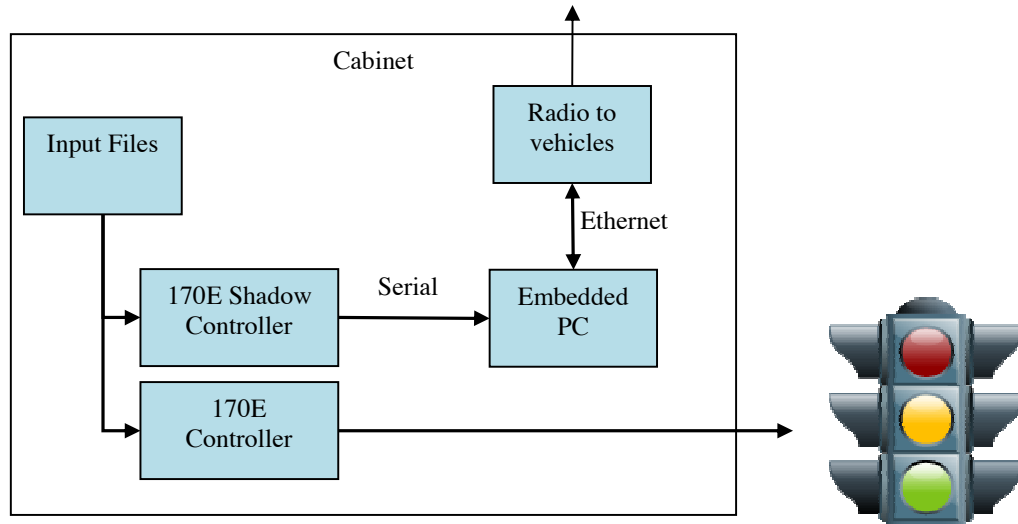 Cabinet
Radio to
vehicles
Input Files
Ethernet
Serial
170E Shadow
Controller
Embedded
PC
170E
Controller